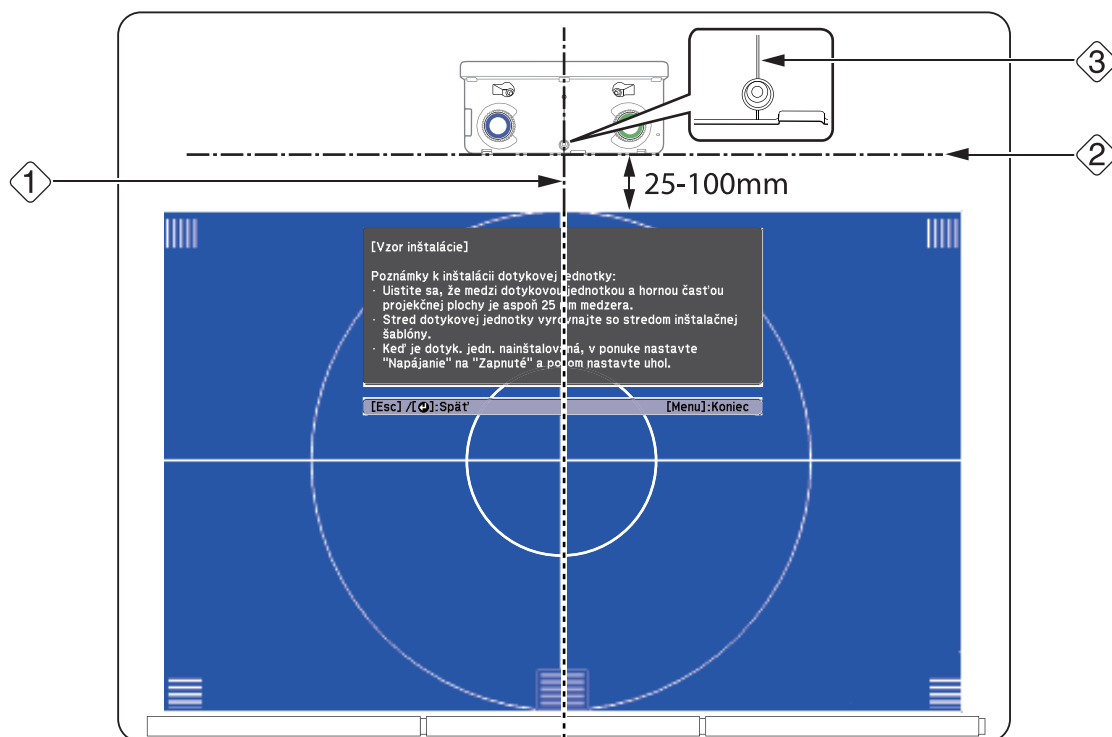 3
2
1
25-100mm
[Vzor inštalácie]
Poznámky k inštalácii dotykovej jednotky:
· Uistite sa, že medzi dotykovou jednotkou a hornou časťou
projekčnej plochy je aspoň 25 mm medzera.
· Stred dotykovej jednotky vyrovnajte so stredom inštalačnej
šablóny.
· Keď je dotyk. jedn. nainštalovaná, v ponuke nastavte
"Napájanie" na "Zapnuté" a potom nastavte uhol.
[Esc] /[⏎]:Späť [Menu]:Koniec